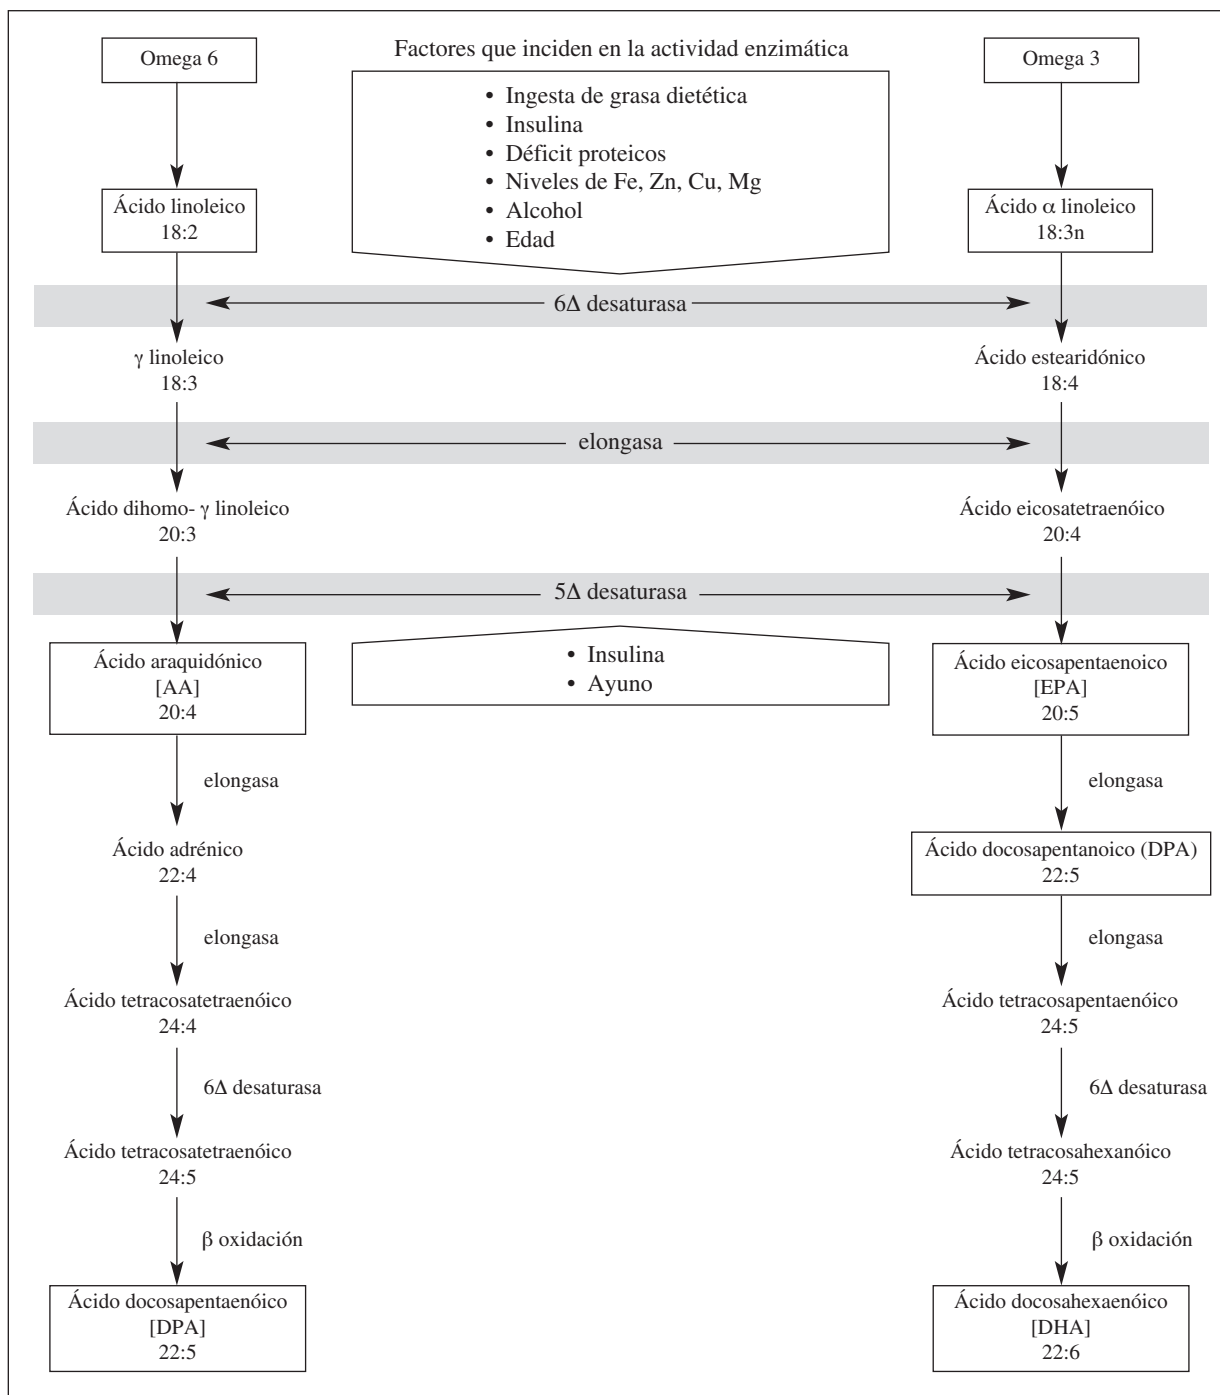 Omega 6
Factores que inciden en la actividad enzimática
Omega 3
• Ingesta de grasa dietética
• Insulina
• Déficit proteicos
• Niveles de Fe, Zn, Cu, Mg
• Alcohol
• Edad
Ácido linoleico
18:2
Ácido α linoleico
18:3n
6Δ desaturasa
γ linoleico
18:3
Ácido estearidónico
18:4
elongasa
Ácido dihomo- γ linoleico
20:3
Ácido eicosatetraenóico
20:4
5Δ desaturasa
Ácido araquidónico
[AA]
20:4
• Insulina
• Ayuno
Ácido eicosapentaenoico
[EPA]
20:5
elongasa
elongasa
Ácido adrénico
22:4
Ácido docosapentanoico (DPA)
22:5
elongasa
elongasa
Ácido tetracosatetraenóico
24:4
Ácido tetracosapentaenóico
24:5
6Δ desaturasa
6Δ desaturasa
Ácido tetracosatetraenóico
24:5
Ácido tetracosahexanóico
24:5
β oxidación
β oxidación
Ácido docosapentaenóico
[DPA]
22:5
Ácido docosahexaenóico
[DHA]
22:6